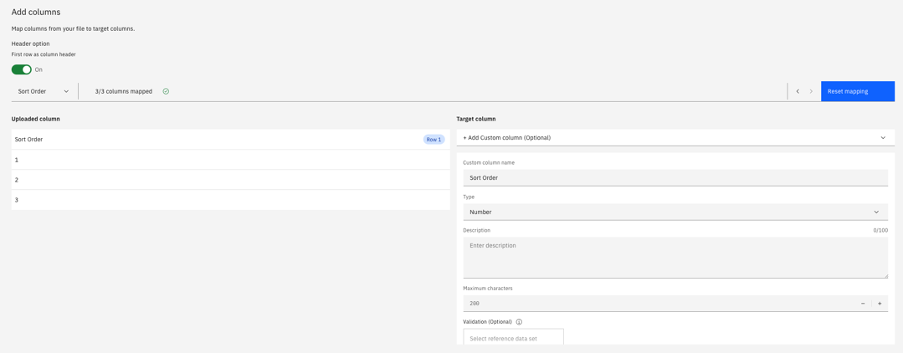 Add columns
Map columns from your file to target columns.
Header option
First row as column header
On
Sort Order
3/3 columns mapped
Reset mapping
Uploaded column
Target column
Sort Order
Row 1
1
2
3
+ Add Custom column (Optional)
Custom column name
Sort Order
Type
Number
Description
0/100
Enter description
Maximum characters
200
Validation (Optional)
Select reference data set